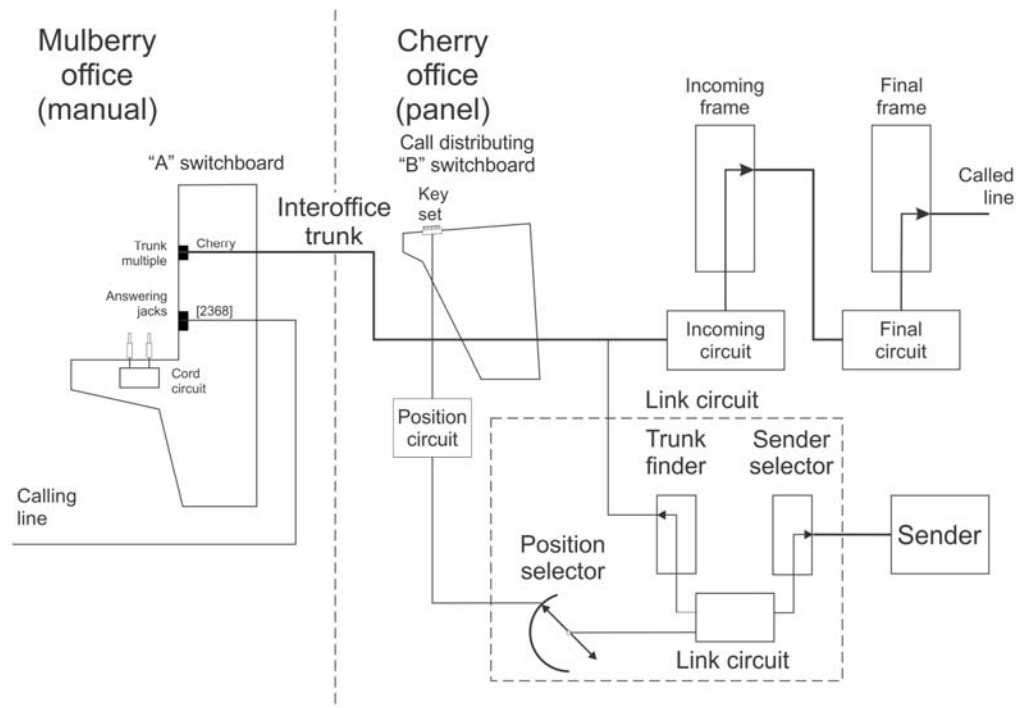 Mulberry
office
(manual)
"A" switchboard
Trunk
multiple
Cherry
Answering
jacks
[2368]
Cord
circuit
Calling
line
Interoffice
trunk
Cherry
office
(panel)
Call distributing
"B" switchboard
Key
set
Position
circuit
Incoming
frame
Final
frame
Called
line
Incoming
circuit
Final
circuit
Link circuit
Trunk
finder
Sender
selector
Sender
Position
selector
Link circuit